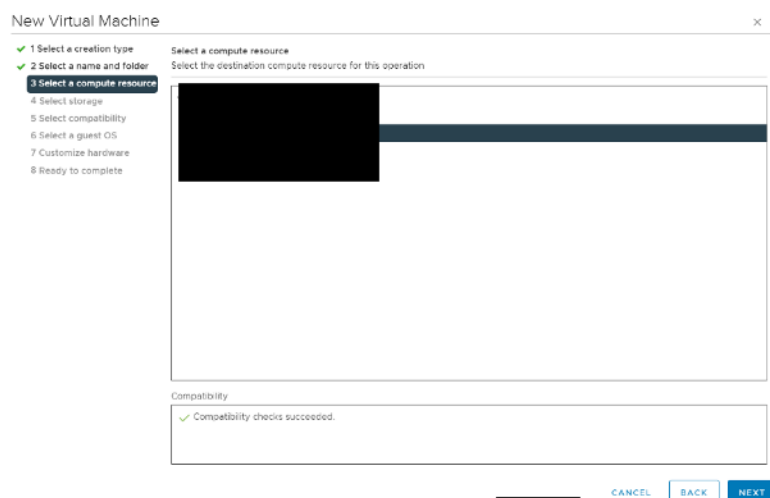 New Virtual Machine
×
1 Select a creation type
2 Select a name and folder
3 Select a compute resource
4 Select storage
5 Select compatibility
6 Select a guest OS
7 Customize hardware
8 Ready to complete
Select a compute resource
Select the destination compute resource for this operation
Compatibility
Compatibility checks succeeded.
CANCEL
BACK
NEXT